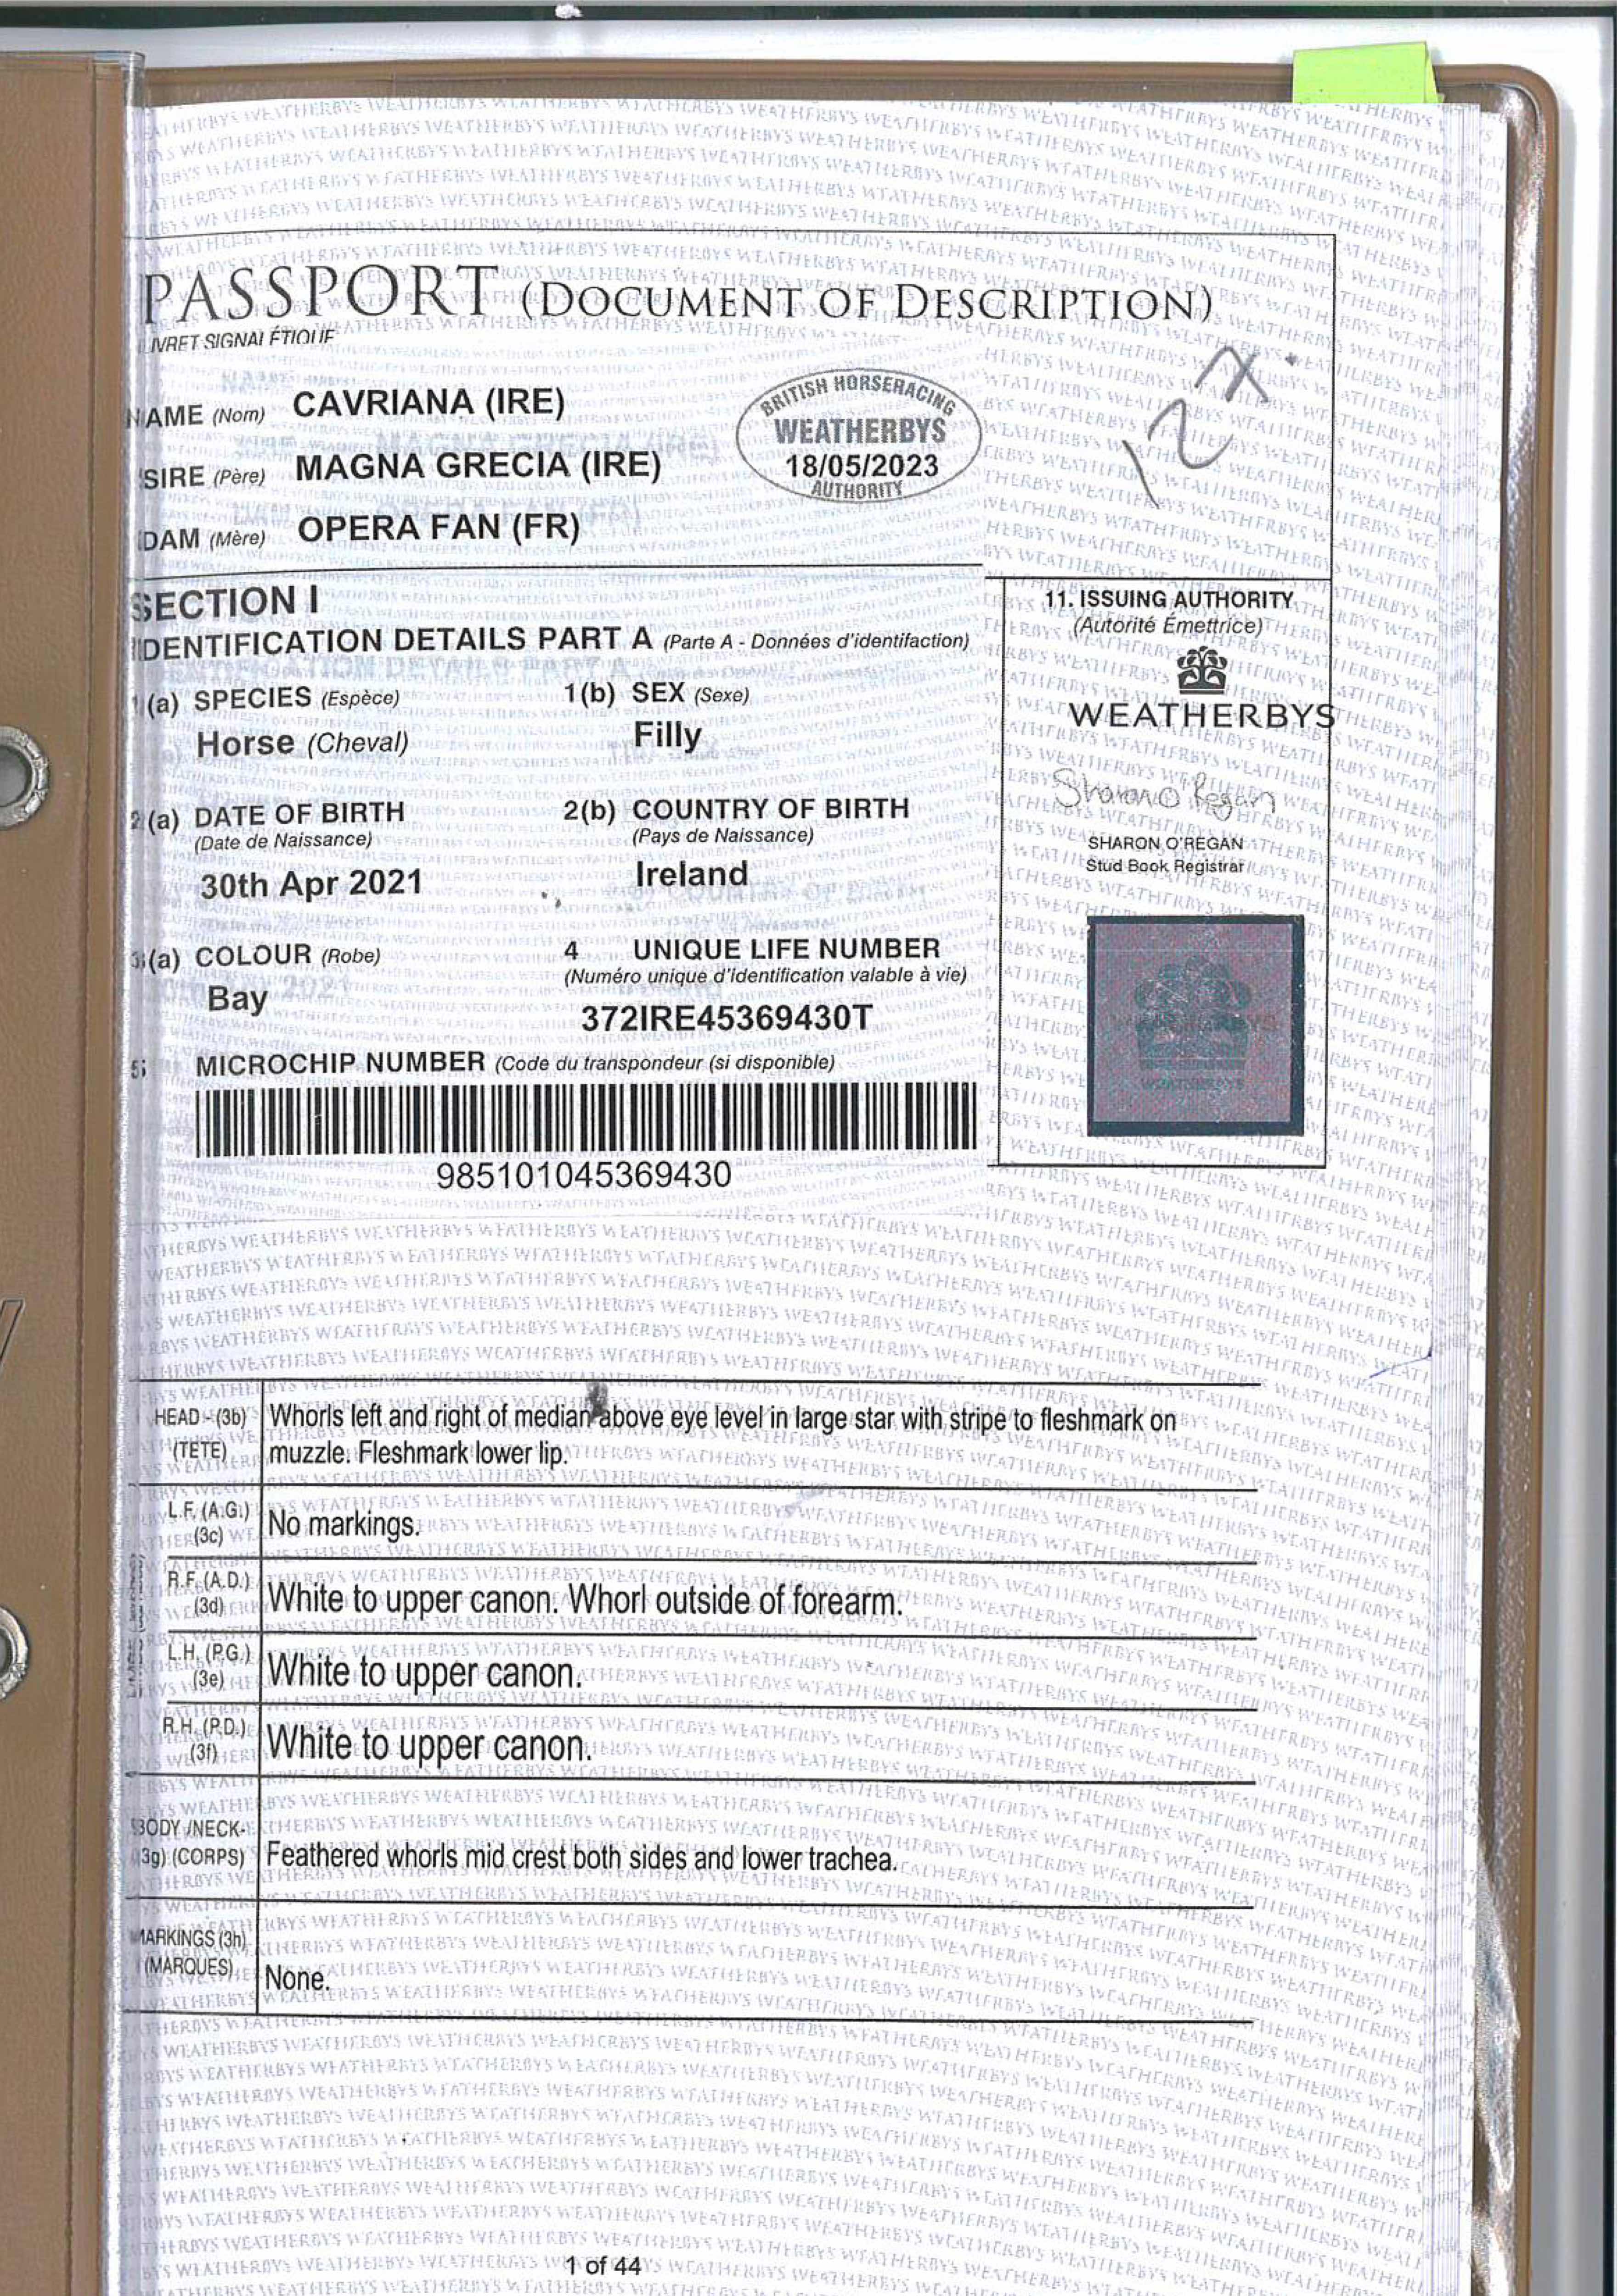 PASSPORT (DOCUMENT OF DESCRIPTION)
IVRET SIGNALÉTIQUE
NAME (Nom) CAVRIANA (IRE)
SIRE (Père) MAGNA GRECIA (IRE)
DAM (Mère) OPERA FAN (FR)
BRITISH HORSERACING
WEATHERBYS
18/05/2023
AUTHORITY
12
SECTION I
IDENTIFICATION DETAILS PART A (Parte A - Données d'identifaction)
1(a) SPECIES (Espèce) 1(b) SEX (Sexe)
Horse (Cheval) Filly
2(a) DATE OF BIRTH 2(b) COUNTRY OF BIRTH
(Date de Naissance) (Pays de Naissance)
30th Apr 2021 Ireland
3(a) COLOUR (Robe) 4 UNIQUE LIFE NUMBER
(Numéro unique d'identification valable à vie)
Bay 372IRE45369430T
5 MICROCHIP NUMBER (Code du transpondeur (si disponible)
985101045369430
11. ISSUING AUTHORITY
(Autorité Émettrice)
WEATHERBYS
Sharon O'Regan
SHARON O'REGAN
Stud Book Registrar
WEATHERBYS
HEAD - (3b) Whorls left and right of median above eye level in large star with stripe to fleshmark on
(TETE) muzzle. Fleshmark lower lip.
L.F. (A.G.)
(3c) No markings.
R.F. (A.D.)
(3d) White to upper canon. Whorl outside of forearm.
L.H. (P.G.)
(3e) White to upper canon.
R.H. (P.D.)
(3f) White to upper canon.
BODY /NECK-
(3g) (CORPS) Feathered whorls mid crest both sides and lower trachea.
MARKINGS (3h)
(MARQUES) None.
1 of 44